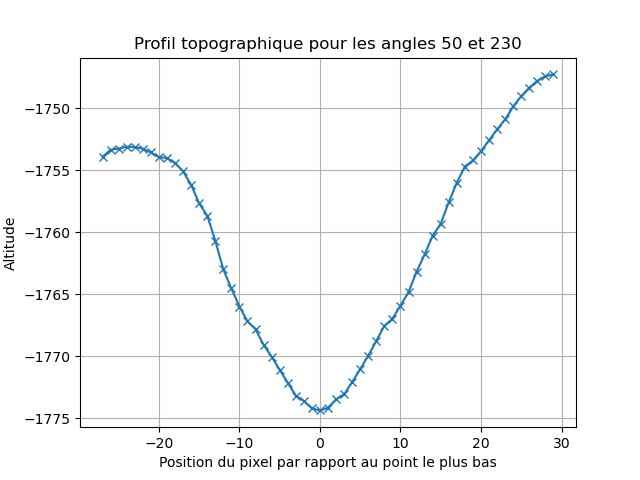 Profil topographique pour les angles 50 et 230
Altitude
−1750
−1755
−1760
−1765
−1770
−1775
−20 −10 0 10 20 30
Position du pixel par rapport au point le plus bas